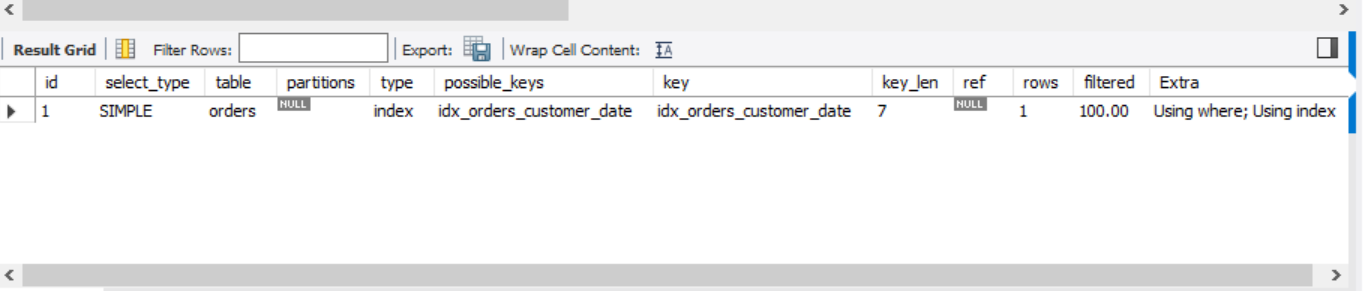 Result Grid Filter Rows: Export: Wrap Cell Content: IA
id select_type table partitions type possible_keys key key_len ref rows filtered Extra
1 SIMPLE orders NULL index idx_orders_customer_date idx_orders_customer_date 7 NULL 1 100.00 Using where; Using index